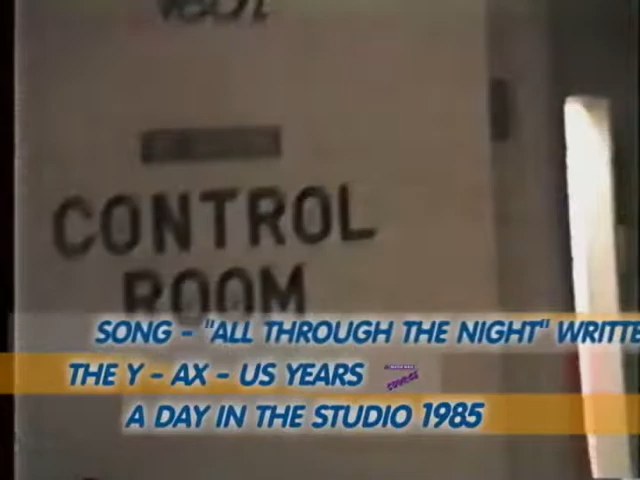 CONTROL
ROOM
SONG - "ALL THROUGH THE NIGHT" WRITTE
THE Y - AX - US YEARS
A DAY IN THE STUDIO 1985